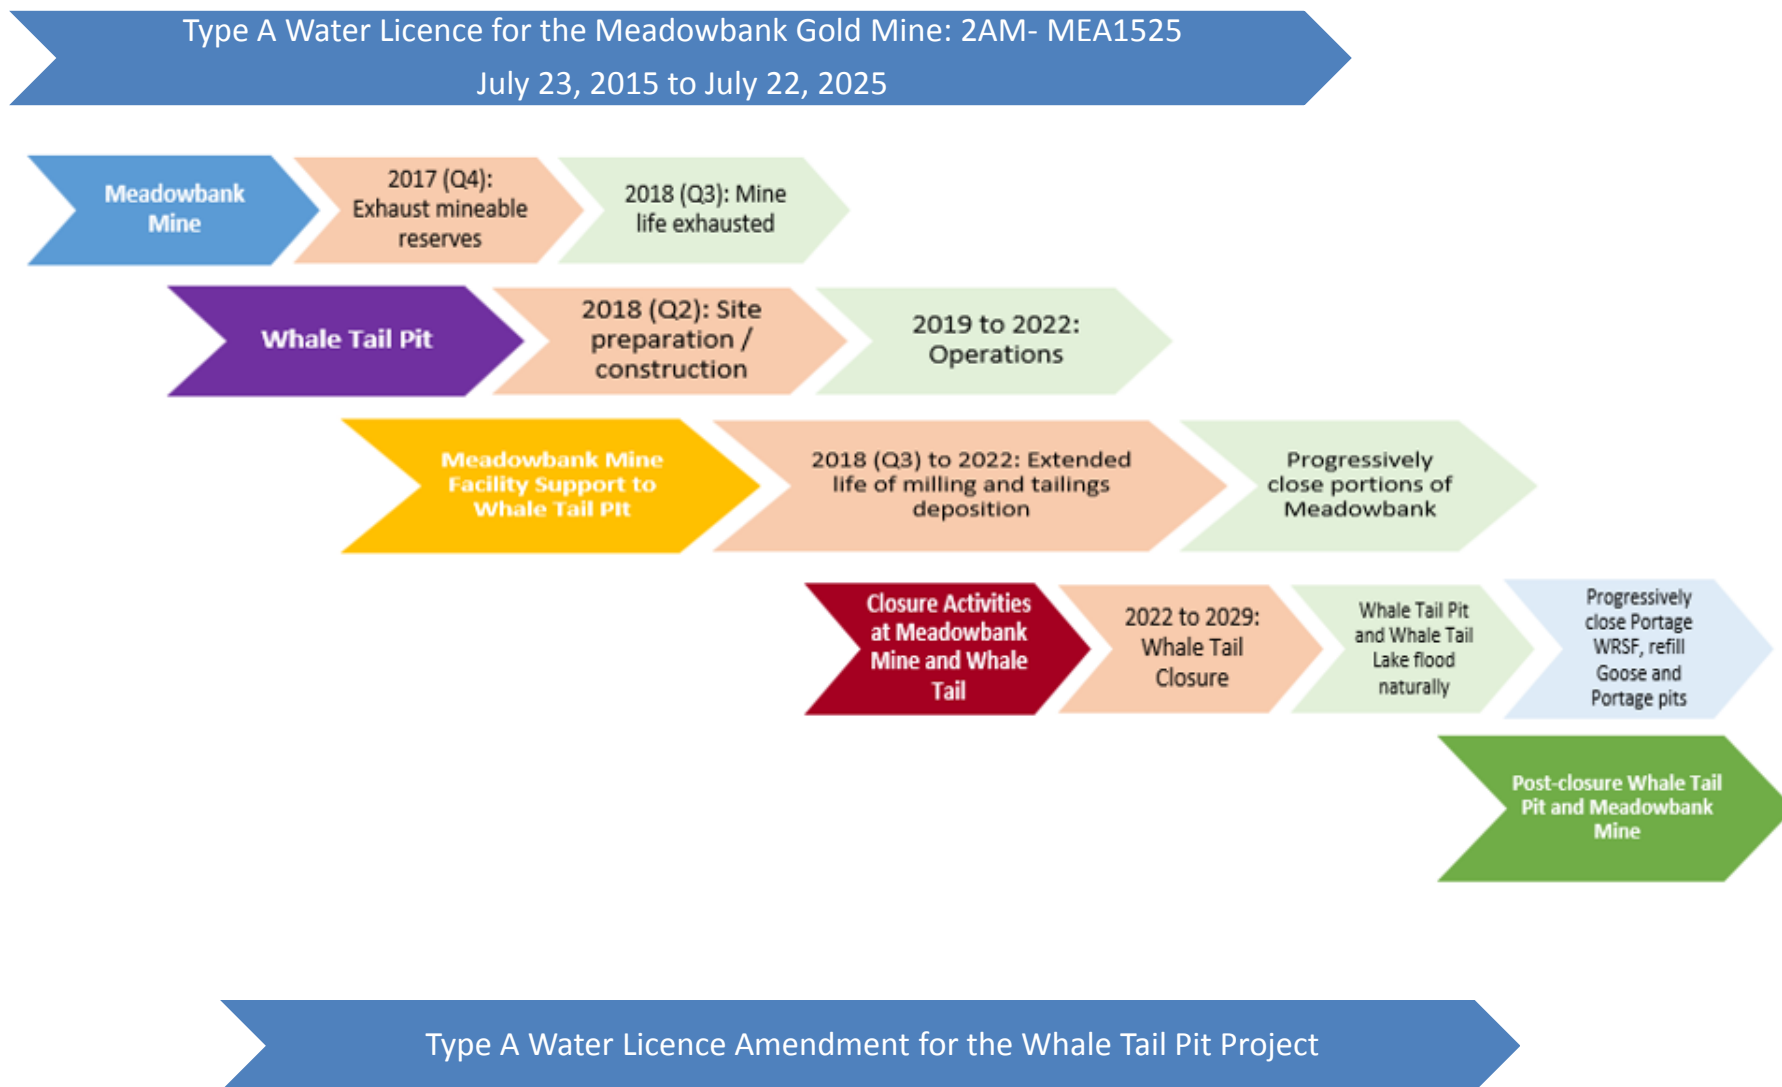 Type A Water Licence for the Meadowbank Gold Mine: 2AM- MEA1525
July 23, 2015 to July 22, 2025
Meadowbank
Mine
2017 (Q4):
Exhaust mineable
reserves
2018 (Q3): Mine
life exhausted
Whale Tail Pit
2018 (Q2): Site
preparation /
construction
2019 to 2022:
Operations
Meadowbank Mine
Facility Support to
Whale Tail PIt
2018 (Q3) to 2022: Extended
life of milling and tailings
deposition
Progressively
close portions of
Meadowbank
Closure Activities
at Meadowbank
Mine and Whale
Tail
2022 to 2029:
Whale Tail
Closure
Whale Tail Pit
and Whale Tail
Lake flood
naturally
Progressively
close Portage
WRSF, refill
Goose and
Portage pits
Post-closure Whale Tail
Pit and Meadowbank
Mine
Type A Water Licence Amendment for the Whale Tail Pit Project